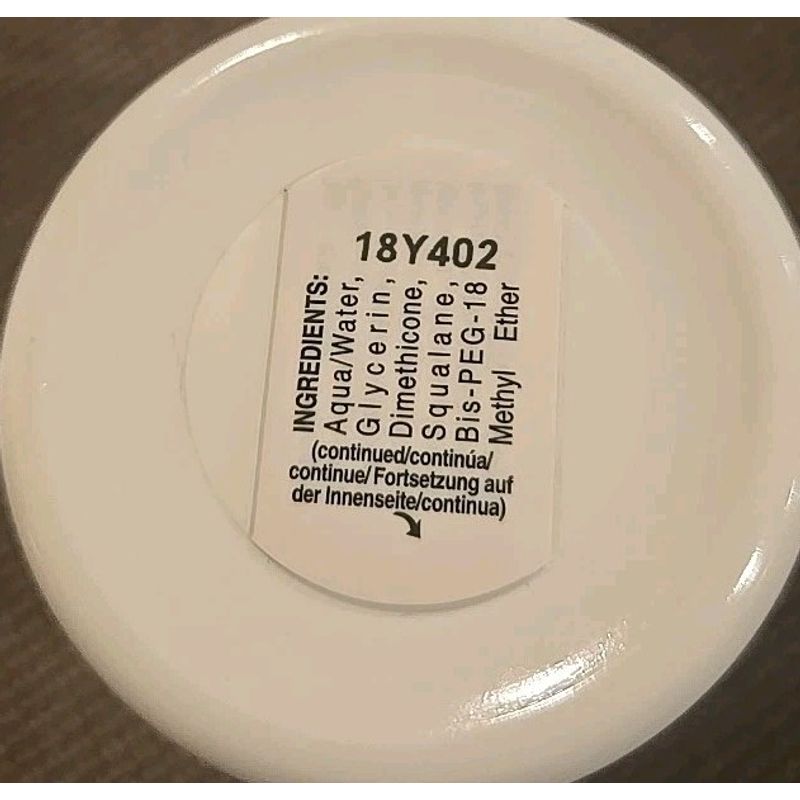 18Y402
INGREDIENTS:
Aqua/Water,
Glycerin,
Dimethicone,
Squalane,
Bis-PEG-18
Methyl Ether
(continued/continúa/
continue/Fortsetzung auf
der Innenseite/continua)